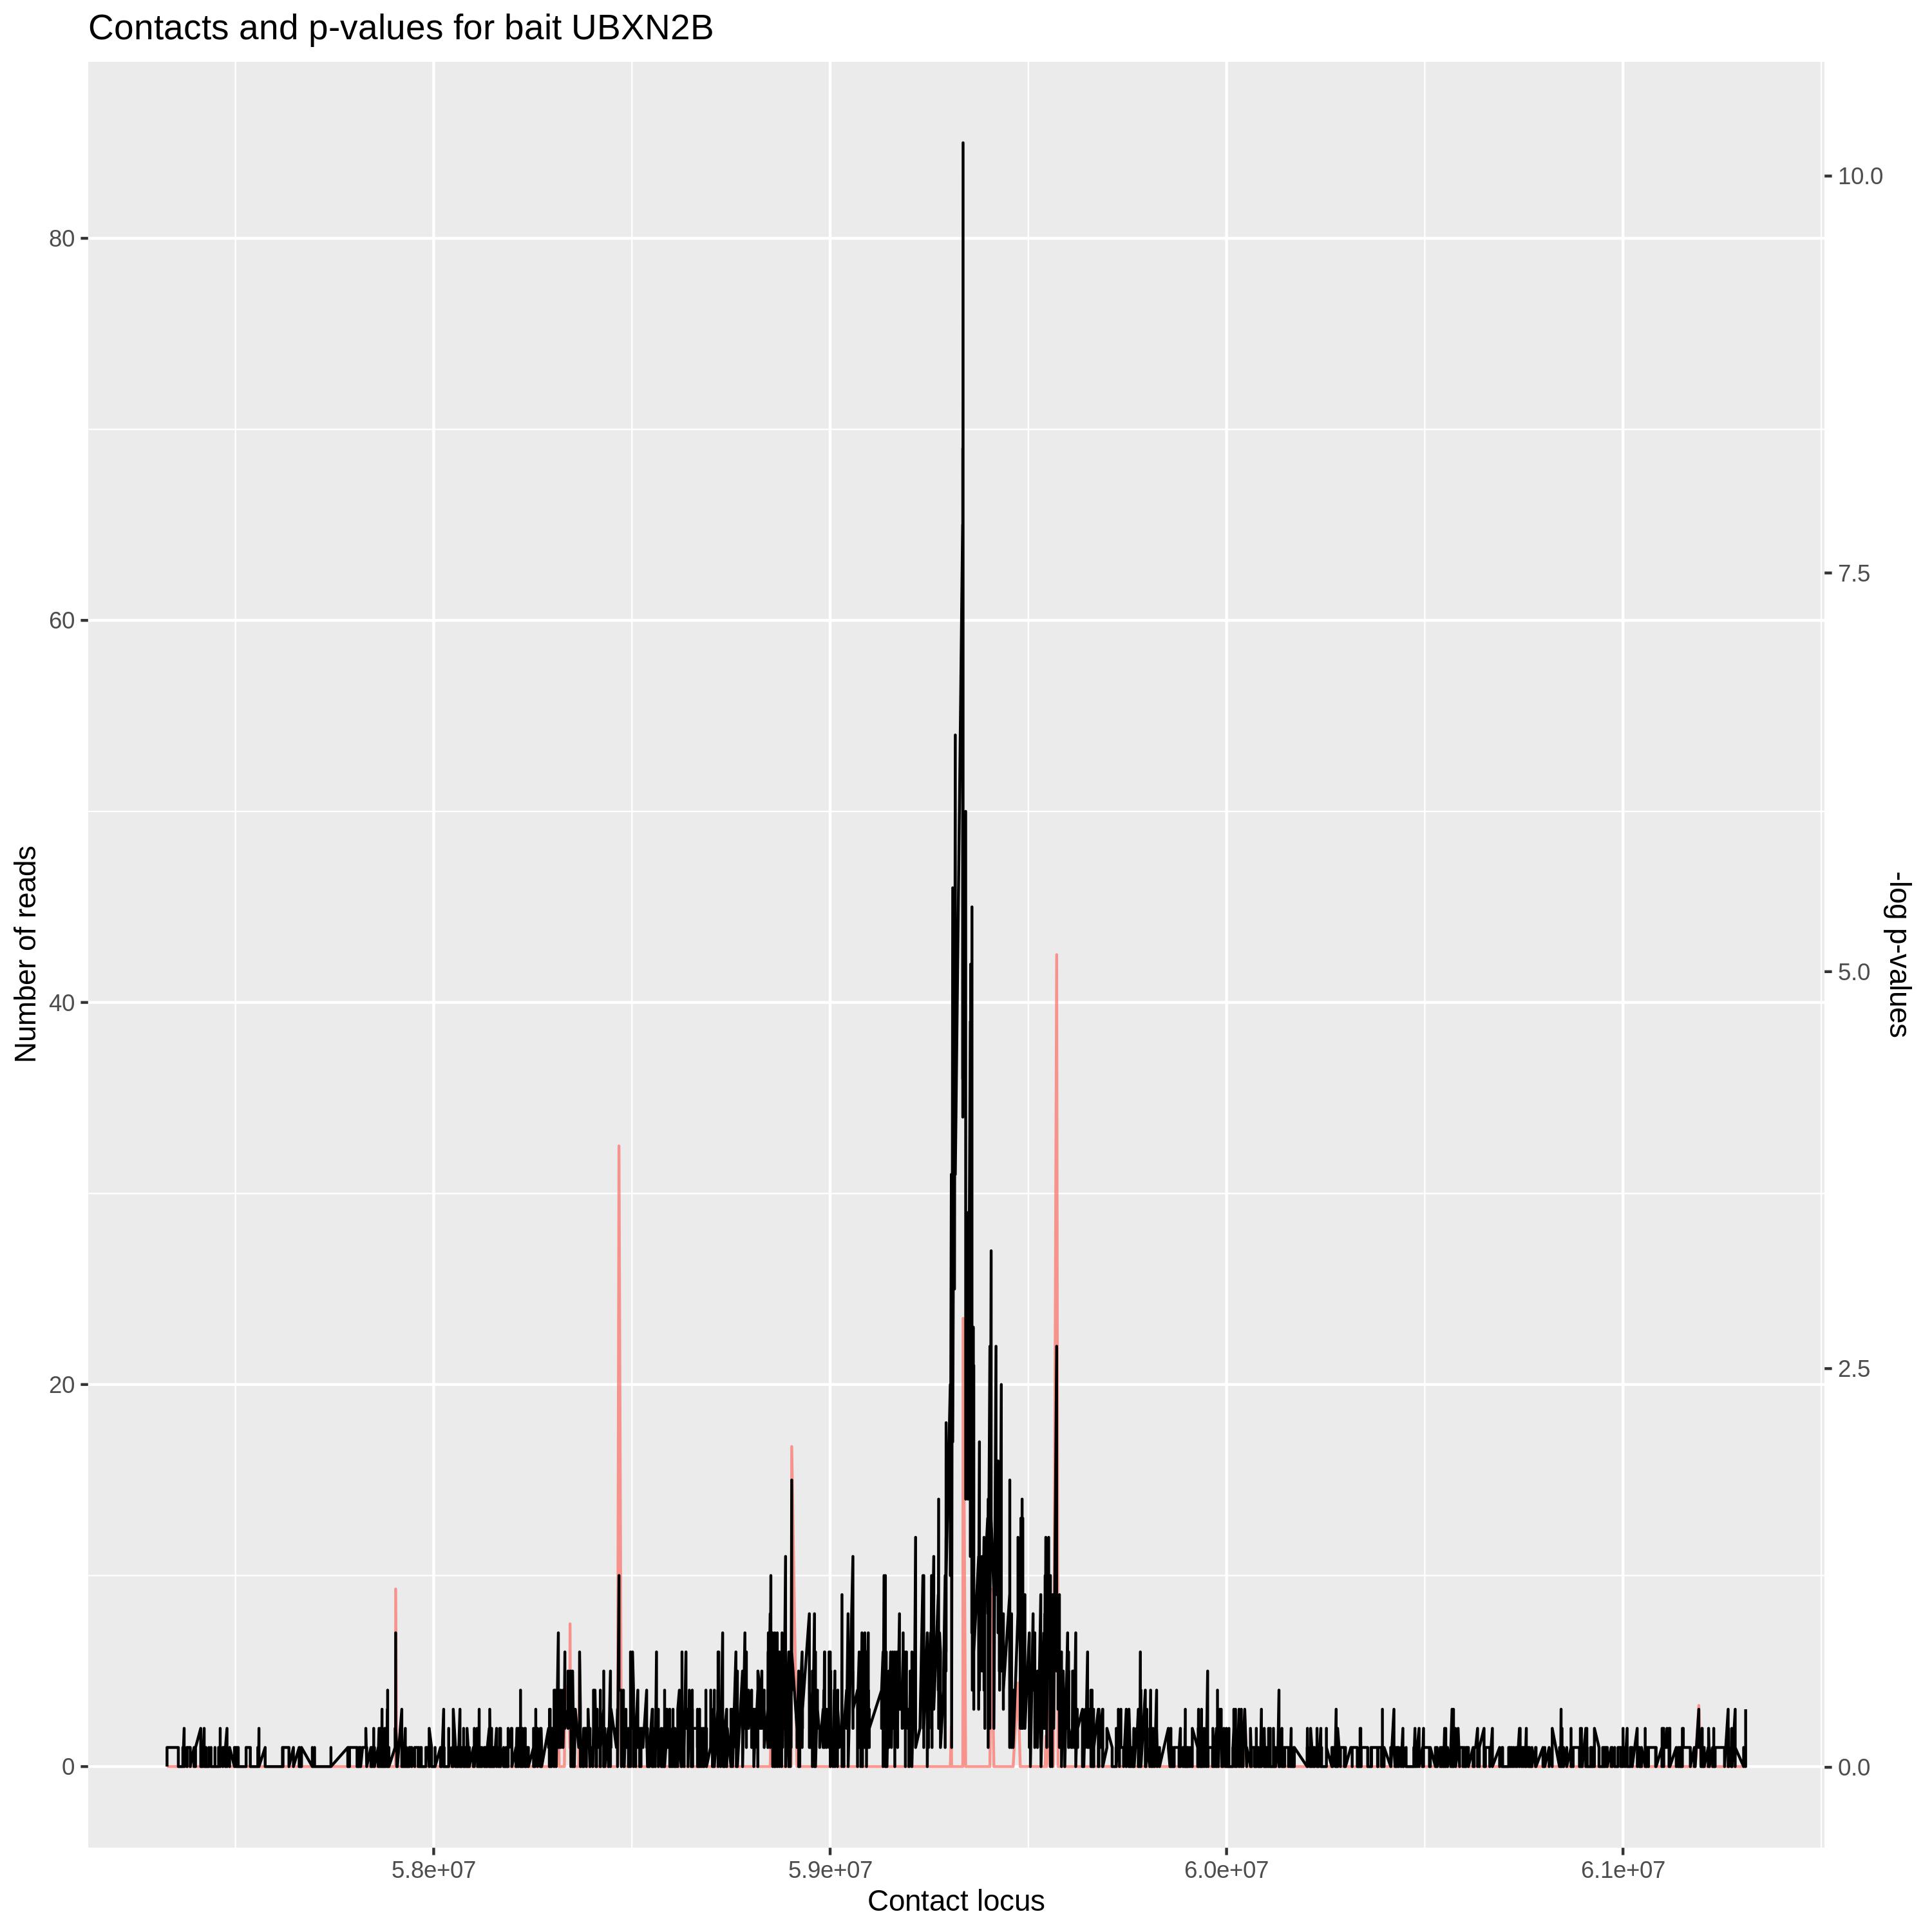 Contacts and p-values for bait UBXN2B
Number of reads
80
60
40
20
0
10.0
7.5
5.0
2.5
0.0
-log p-values
5.8e+07
5.9e+07
6.0e+07
6.1e+07
Contact locus